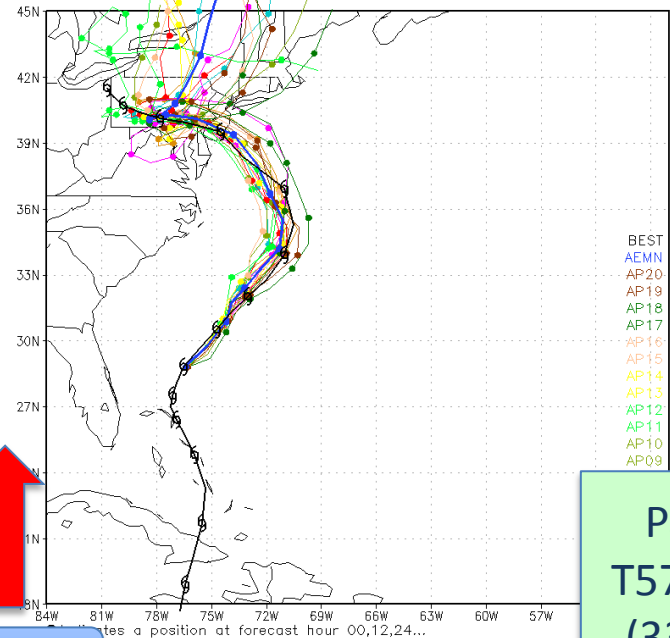 45N
42N
39N
36N
33N
30N
27N
N
1N
8N
84W 81W 78W 75W 72W 69W 66W 63W 60W 57W
BEST
AEMN
AP20
AP19
AP18
AP17
AP16
AP15
AP14
AP13
AP12
AP11
AP10
AP09
P
T57
a position at forecast hour 00,12,24...